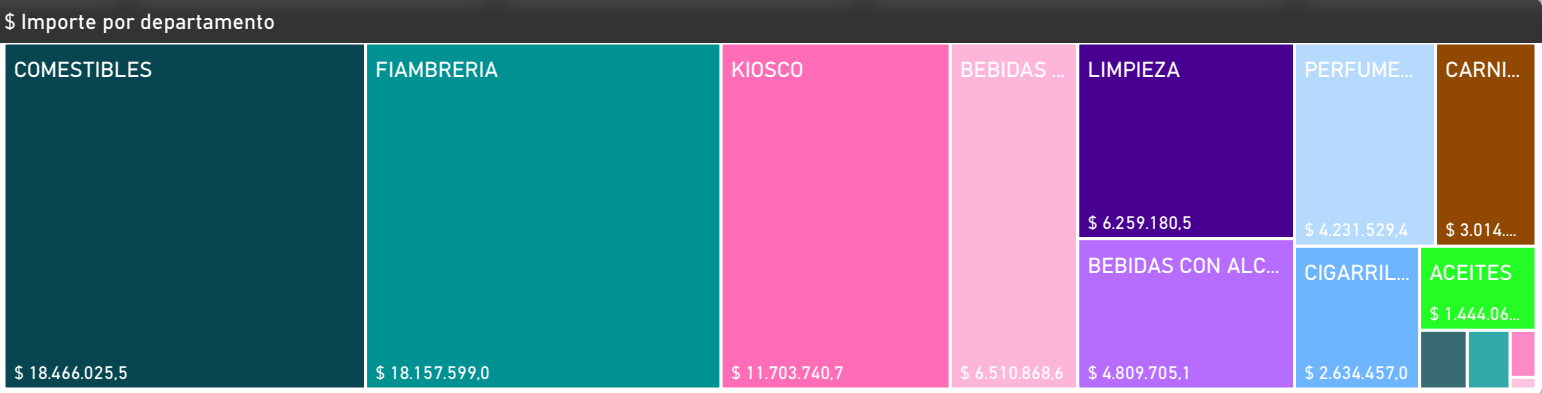 $ Importe por departamento
COMESTIBLES
$ 18.466.025,5
FIAMBRERIA
$ 18.157.599,0
KIOSCO
$ 11.703.740,7
BEBIDAS ...
$ 6.510.868,6
LIMPIEZA
$ 6.259.180,5
BEBIDAS CON ALC...
$ 4.809.705,1
PERFUME...
$ 4.231.529,4
CARNI...
$ 3.014....
CIGARRIL...
$ 2.634.457,0
ACEITES
$ 1.444.06...